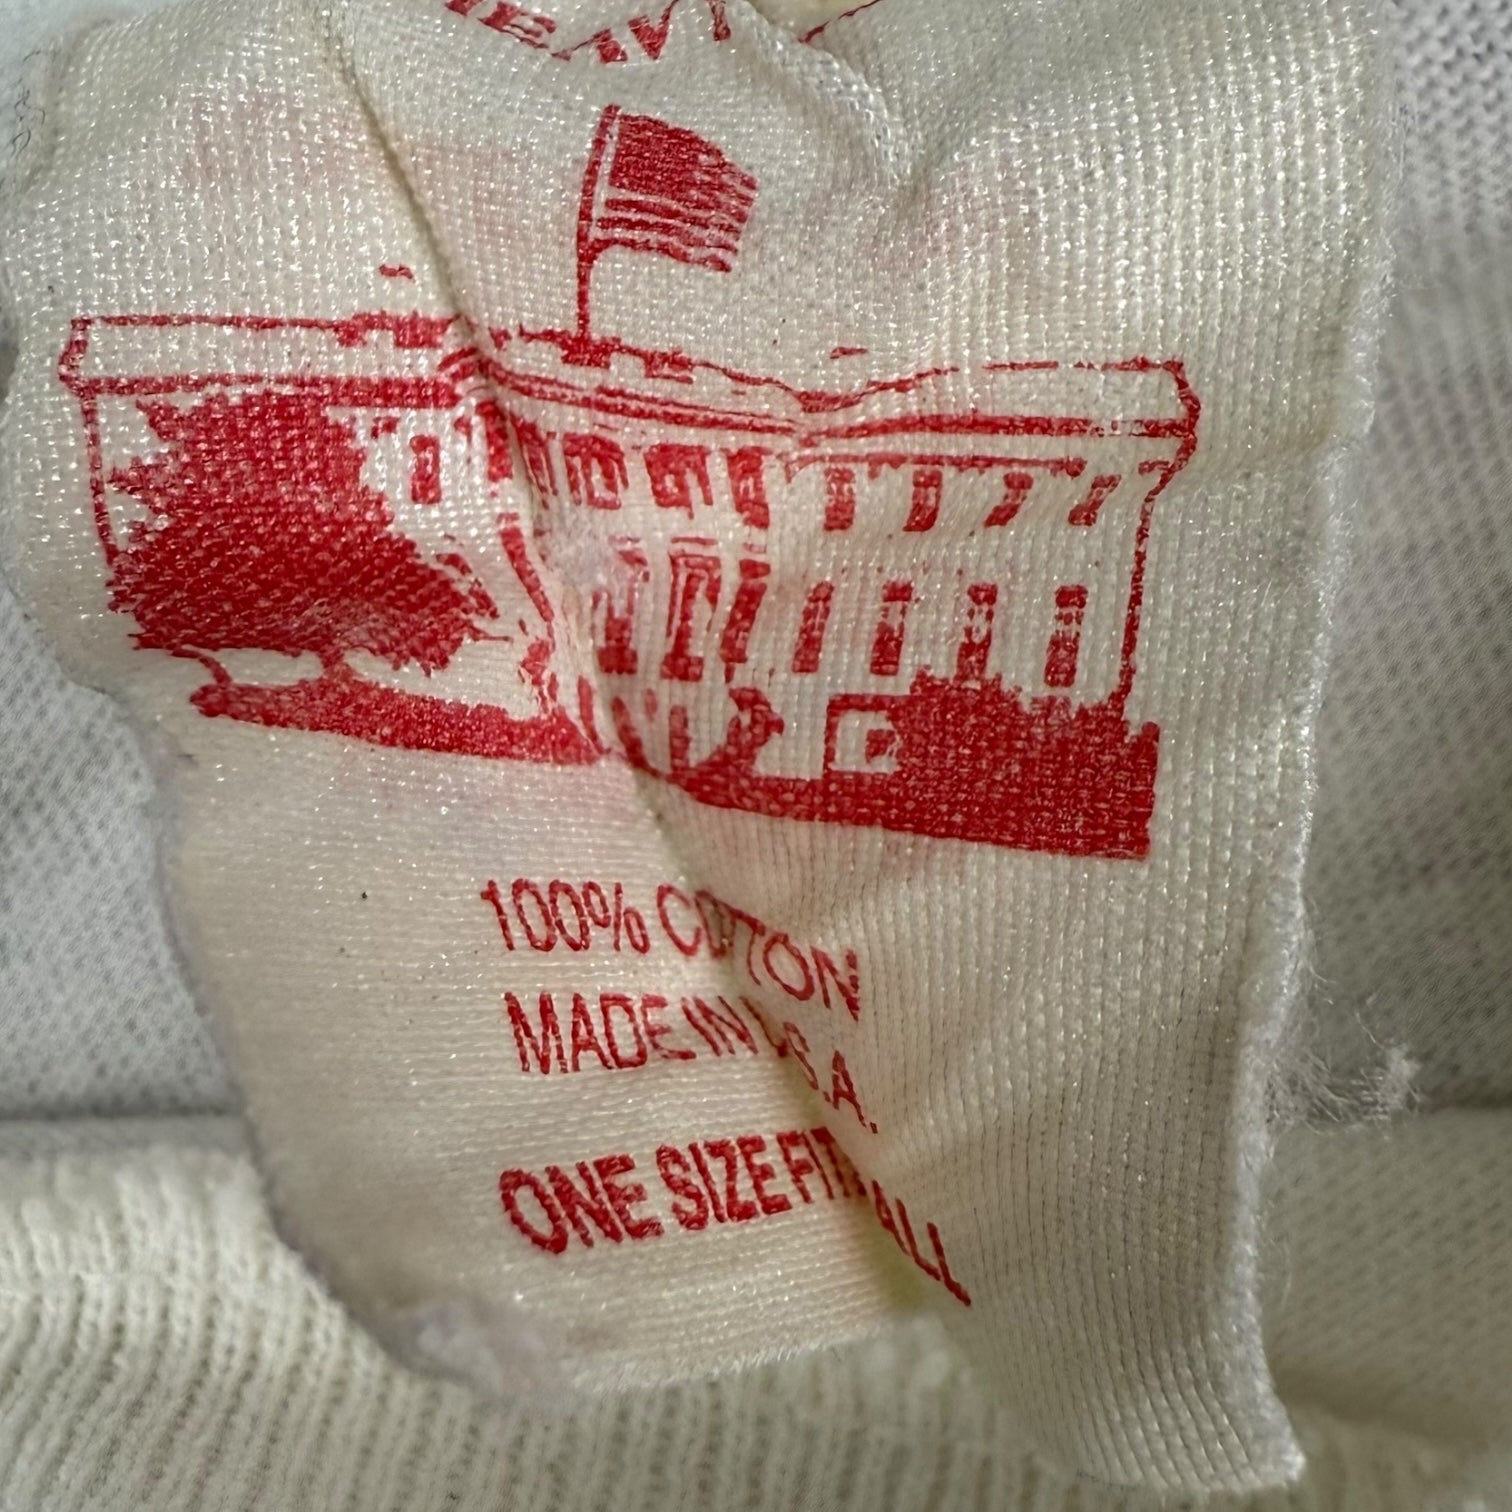 100% COTTON
MADE IN U.S.A.
ONE SIZE FITS ALL